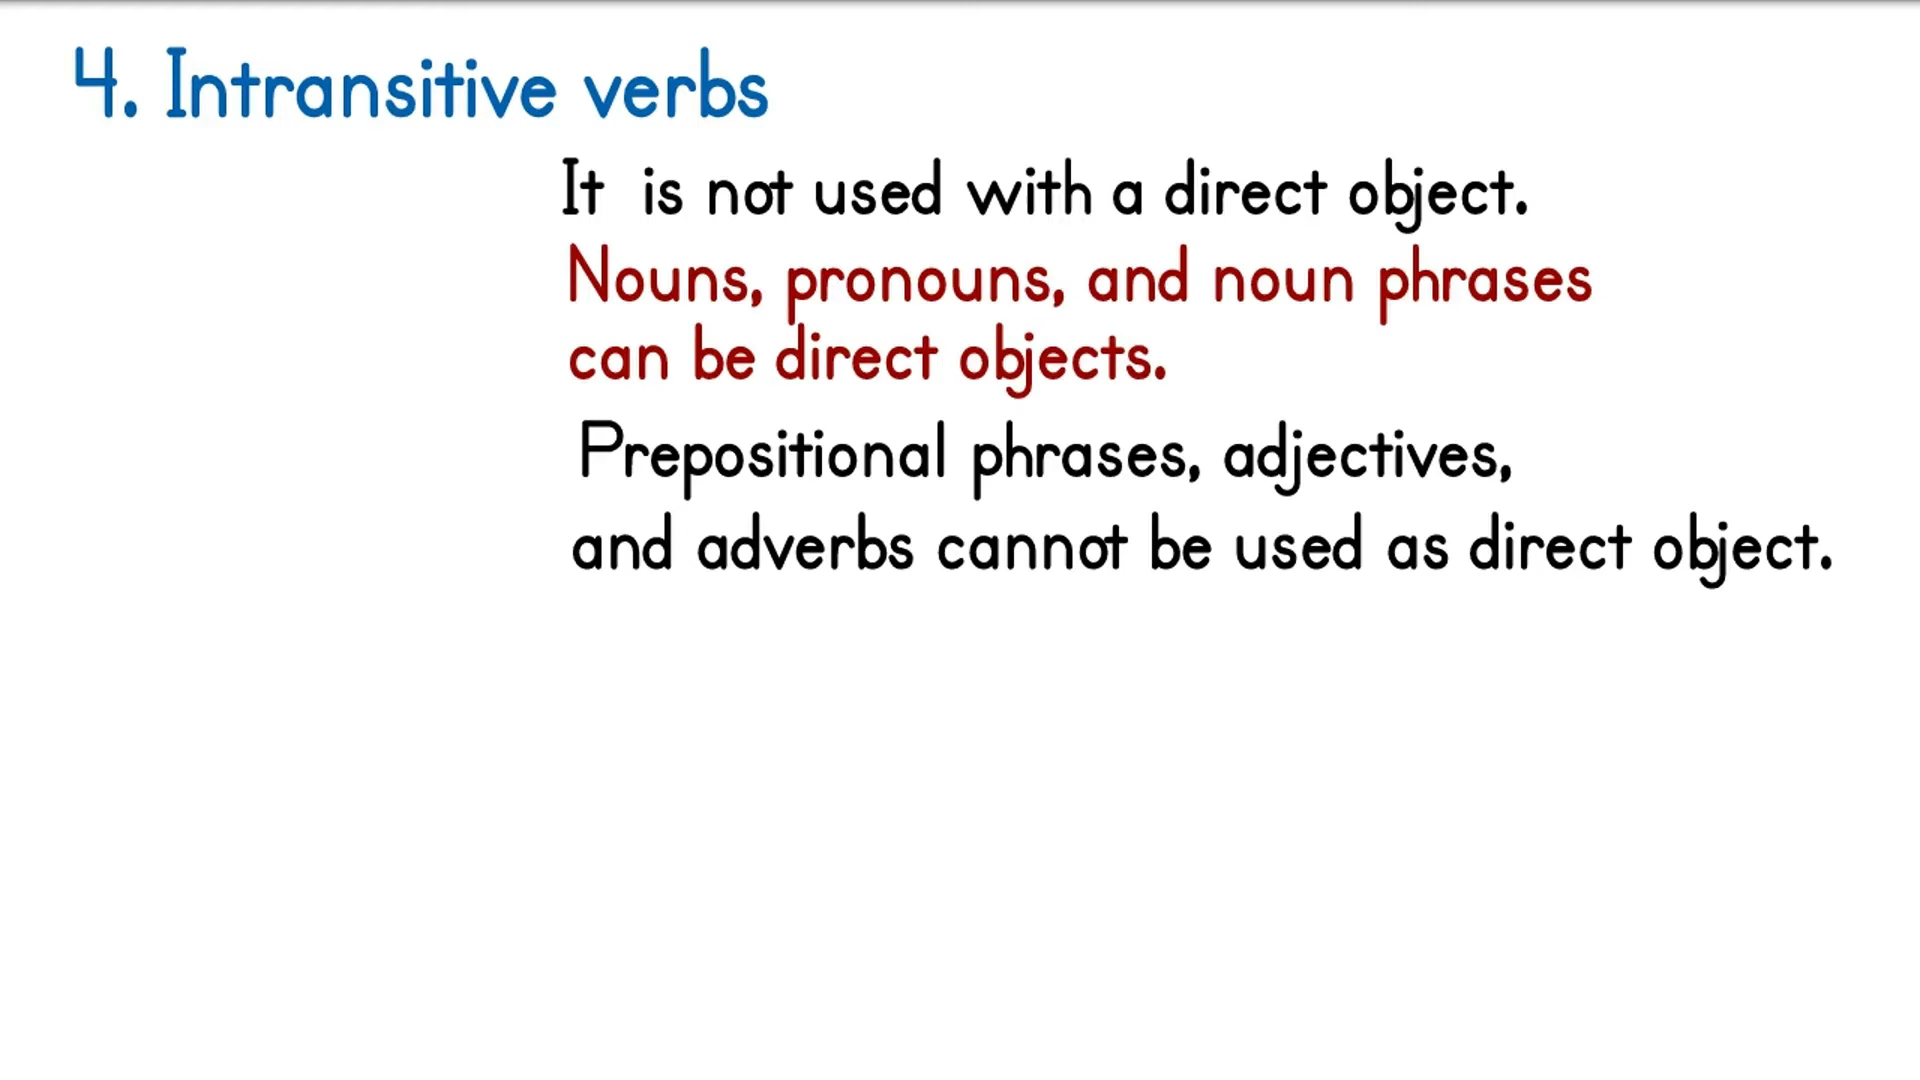 4. Intransitive verbs
It is not used with a direct object.
Nouns, pronouns, and noun phrases
can be direct objects.
Prepositional phrases, adjectives,
and adverbs cannot be used as direct object.